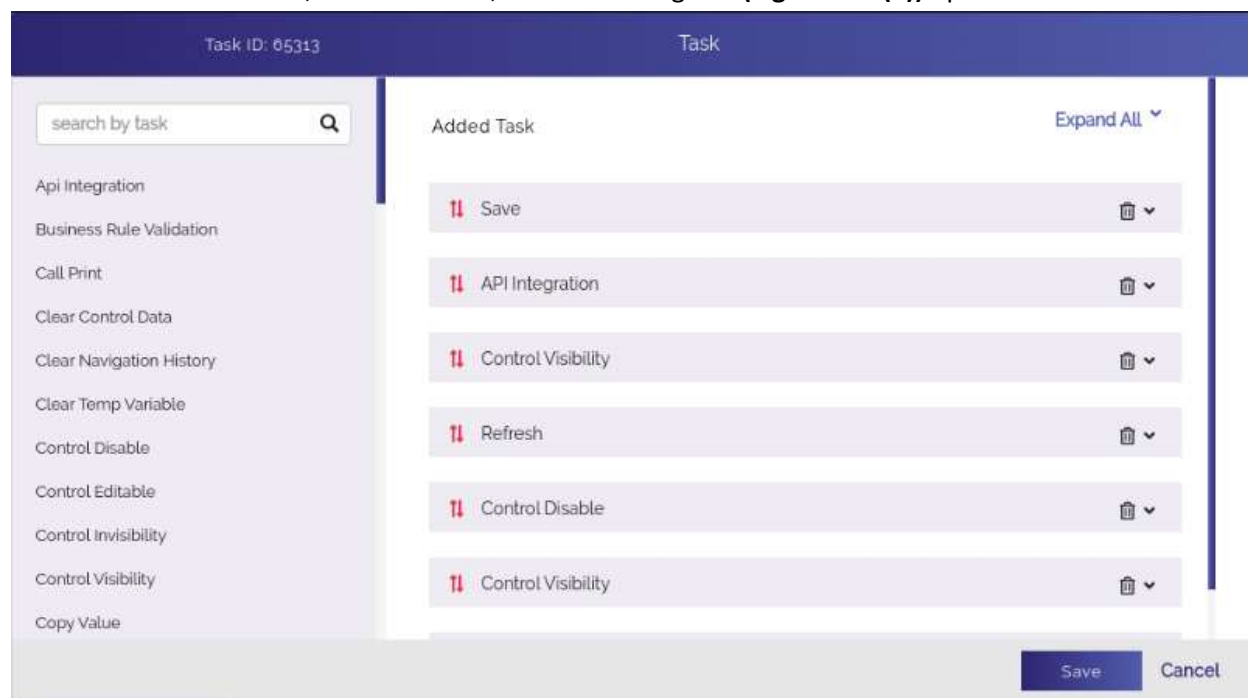 Task ID: 65313
Task
search by task
Api Integration
Business Rule Validation
Call Print
Clear Control Data
Clear Navigation History
Clear Temp Variable
Control Disable
Control Editable
Control Invisibility
Control Visibility
Copy Value
Added Task
Expand All
Save
API Integration
Control Visibility
Refresh
Control Disable
Control Visibility
Save
Cancel